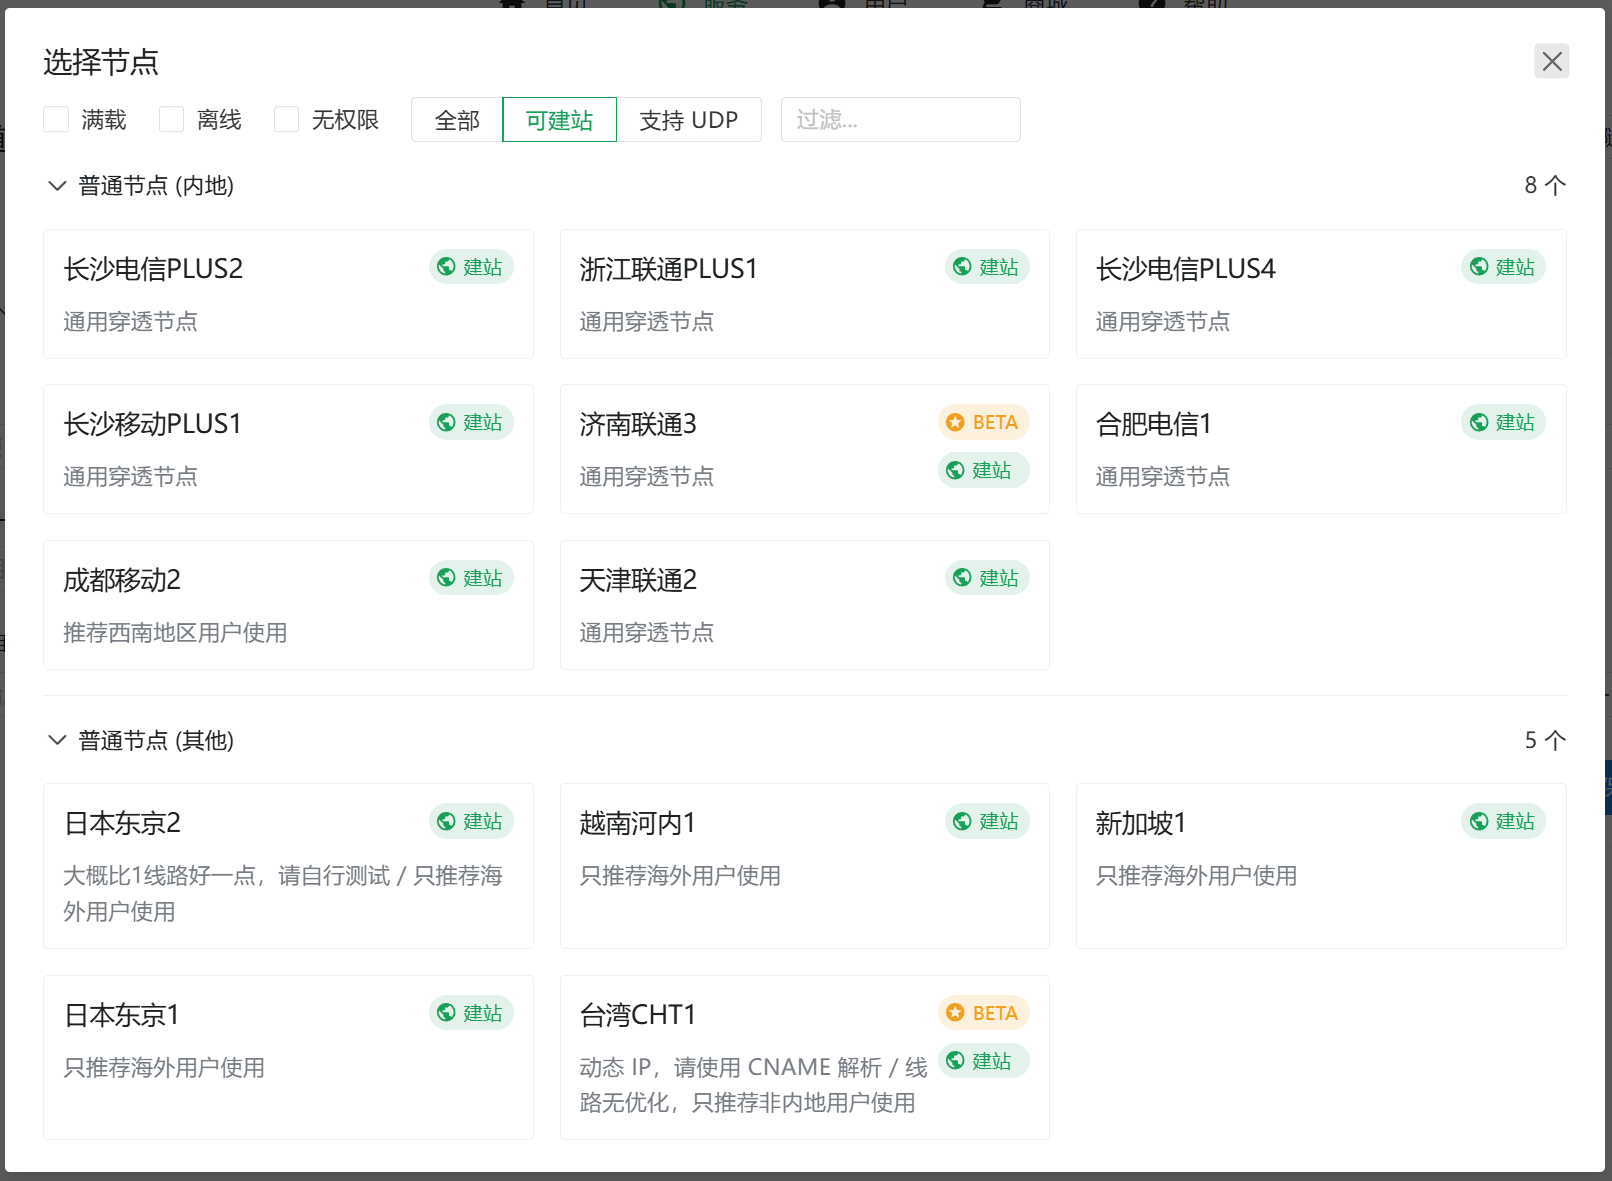 首页 服务 用户 商城 帮助
选择节点
满载 离线 无权限 全部 可建站 支持 UDP 过滤...
普通节点 (内地) 8 个
长沙电信PLUS2 建站
通用穿透节点
浙江联通PLUS1 建站
通用穿透节点
长沙电信PLUS4 建站
通用穿透节点
长沙移动PLUS1 建站
通用穿透节点
济南联通3 BETA
通用穿透节点 建站
合肥电信1 建站
通用穿透节点
成都移动2 建站
推荐西南地区用户使用
天津联通2 建站
通用穿透节点
普通节点 (其他) 5 个
日本东京2 建站
大概比1线路好一点，请自行测试 / 只推荐海
外用户使用
越南河内1 建站
只推荐海外用户使用
新加坡1 建站
只推荐海外用户使用
日本东京1 建站
只推荐海外用户使用
台湾CHT1 BETA
动态 IP，请使用 CNAME 解析 / 线 建站
路无优化，只推荐非内地用户使用